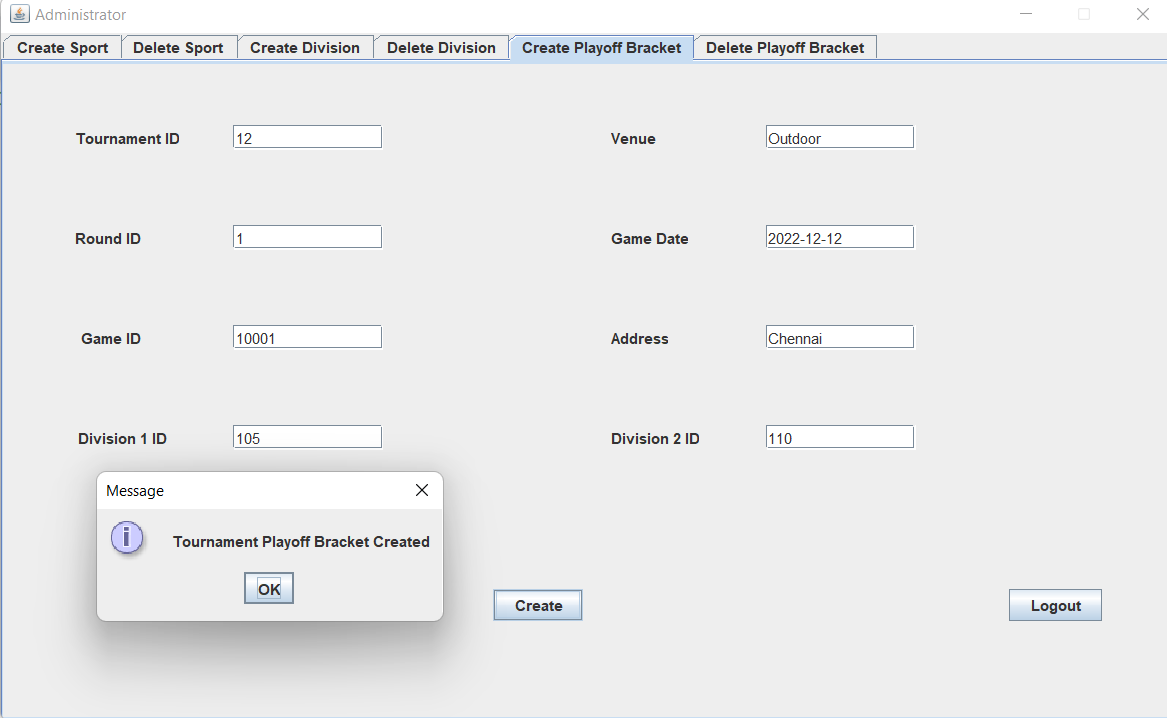 Administrator
Create Sport Delete Sport Create Division Delete Division Create Playoff Bracket Delete Playoff Bracket
Tournament ID 12 Venue Outdoor
Round ID 1 Game Date 2022-12-12
Game ID 10001 Address Chennai
Division 1 ID 105 Division 2 ID 110
Message
Tournament Playoff Bracket Created
OK
Create Logout